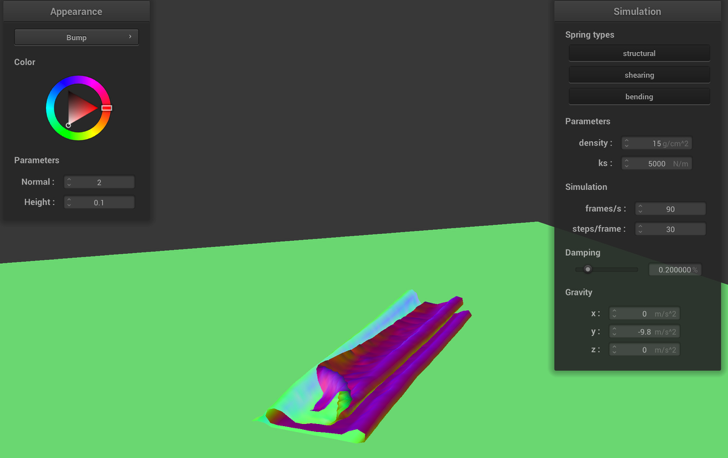 Appearance
Bump
Color
Parameters
Normal : 2
Height : 0.1
Simulation
Spring types
structural
shearing
bending
Parameters
density : 15 g/cm^2
ks : 5000 N/m
Simulation
frames/s : 90
steps/frame : 30
Damping
0.200000 %
Gravity
x : 0 m/s^2
y : -9.8 m/s^2
z : 0 m/s^2